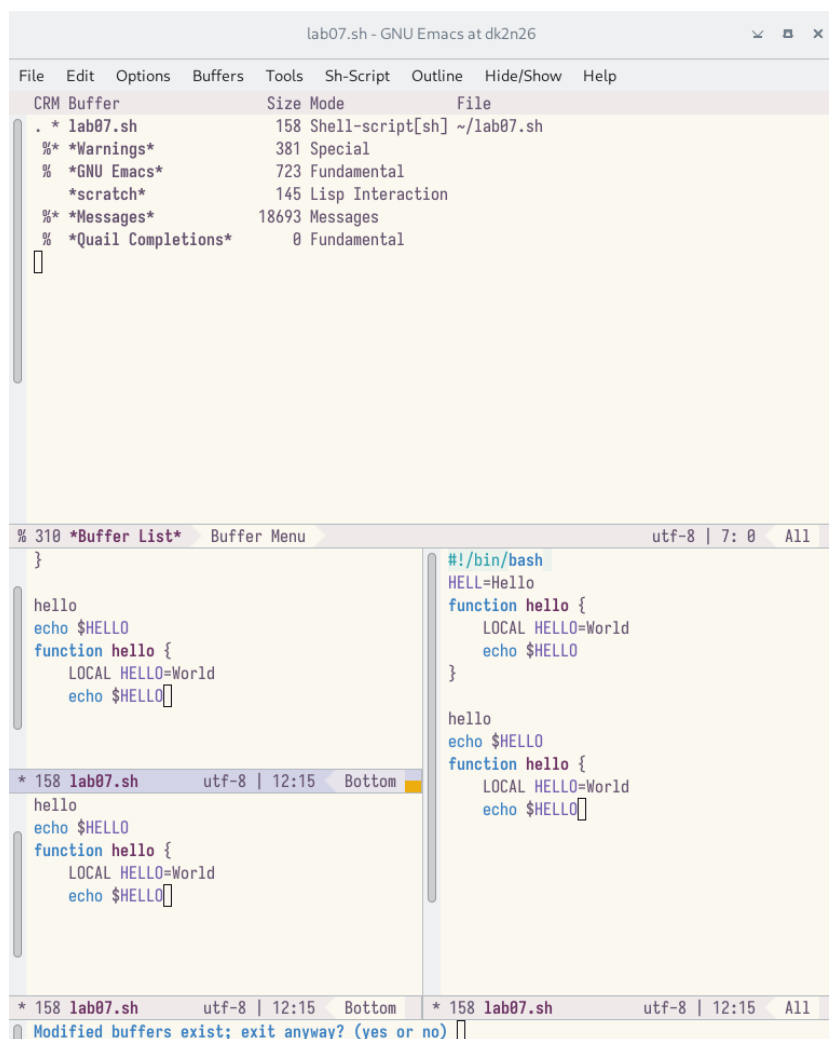 lab07.sh - GNU Emacs at dk2n26
File Edit Options Buffers Tools Sh-Script Outline Hide/Show Help
CRM Buffer Size Mode File
. * lab07.sh 158 Shell-script[sh] ~/lab07.sh
%* *Warnings* 381 Special
% *GNU Emacs* 723 Fundamental
*scratch* 145 Lisp Interaction
%* *Messages* 18693 Messages
% *Quail Completions* 0 Fundamental
% 310 *Buffer List* Buffer Menu utf-8 | 7: 0 All
}
hello
echo $HELLO
function hello {
LOCAL HELLO=World
echo $HELLO
* 158 lab07.sh utf-8 | 12:15 Bottom
hello
echo $HELLO
function hello {
LOCAL HELLO=World
echo $HELLO
* 158 lab07.sh utf-8 | 12:15 Bottom
#!/bin/bash
HELL=Hello
function hello {
LOCAL HELLO=World
echo $HELLO
}
hello
echo $HELLO
function hello {
LOCAL HELLO=World
echo $HELLO
* 158 lab07.sh utf-8 | 12:15 All
Modified buffers exist; exit anyway? (yes or no)